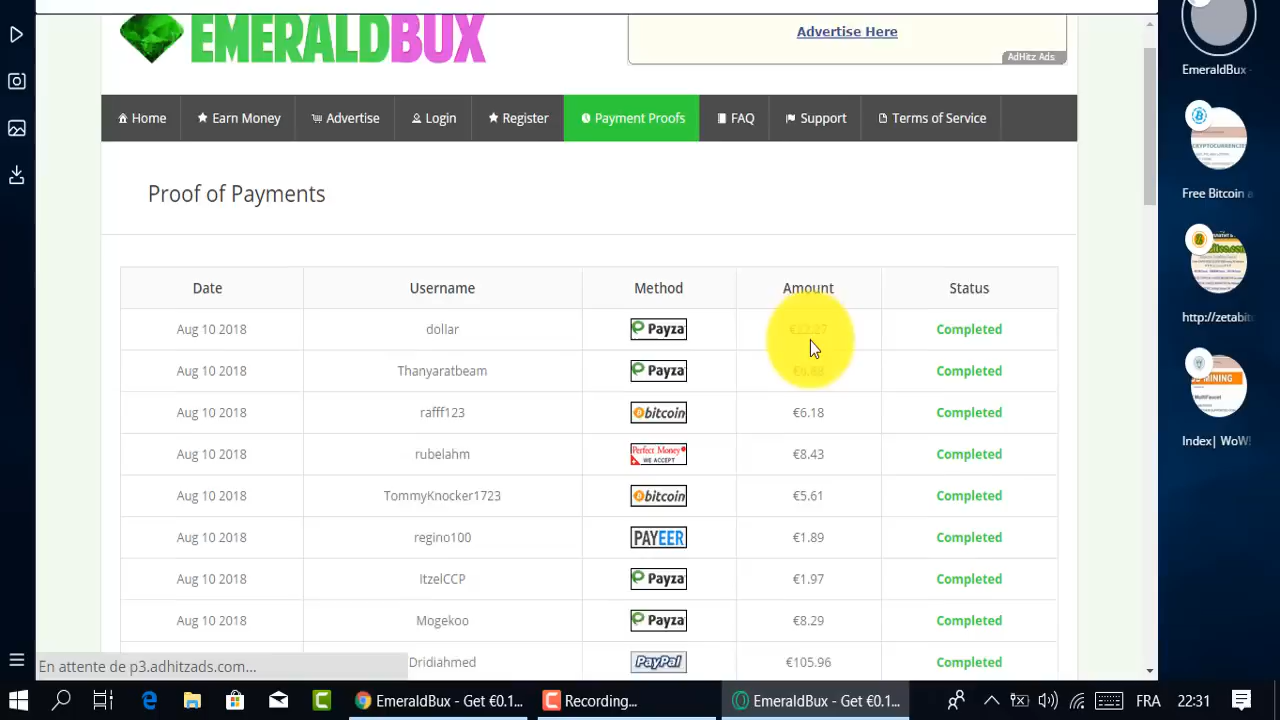 EMERALDBUX
Advertise Here
AdHitz Ads
EmeraldBux -
Home Earn Money Advertise Login Register Payment Proofs FAQ Support Terms of Service
CRYPTOCURRENCIE
Free Bitcoin a
Proof of Payments
Date Username Method Amount Status
http://zetabit
Aug 10 2018 dollar Payza Completed
Aug 10 2018 Thanyaratbeam Payza Completed
MINING
Aug 10 2018 rafff123 bitcoin €6.18 Completed
Index| WoW!
Aug 10 2018 rubelahm Perfect Money WE ACCEPT €8.43 Completed
Aug 10 2018 TommyKnocker1723 bitcoin €5.61 Completed
Aug 10 2018 regino100 PAYEER €1.89 Completed
Aug 10 2018 ItzelCCP Payza €1.97 Completed
Aug 10 2018 Mogekoo Payza €8.29 Completed
Dridiahmed PayPal €105.96 Completed
En attente de p3.adhitzads.com...
EmeraldBux - Get €0.1... Recording... EmeraldBux - Get €0.1... FRA 22:31